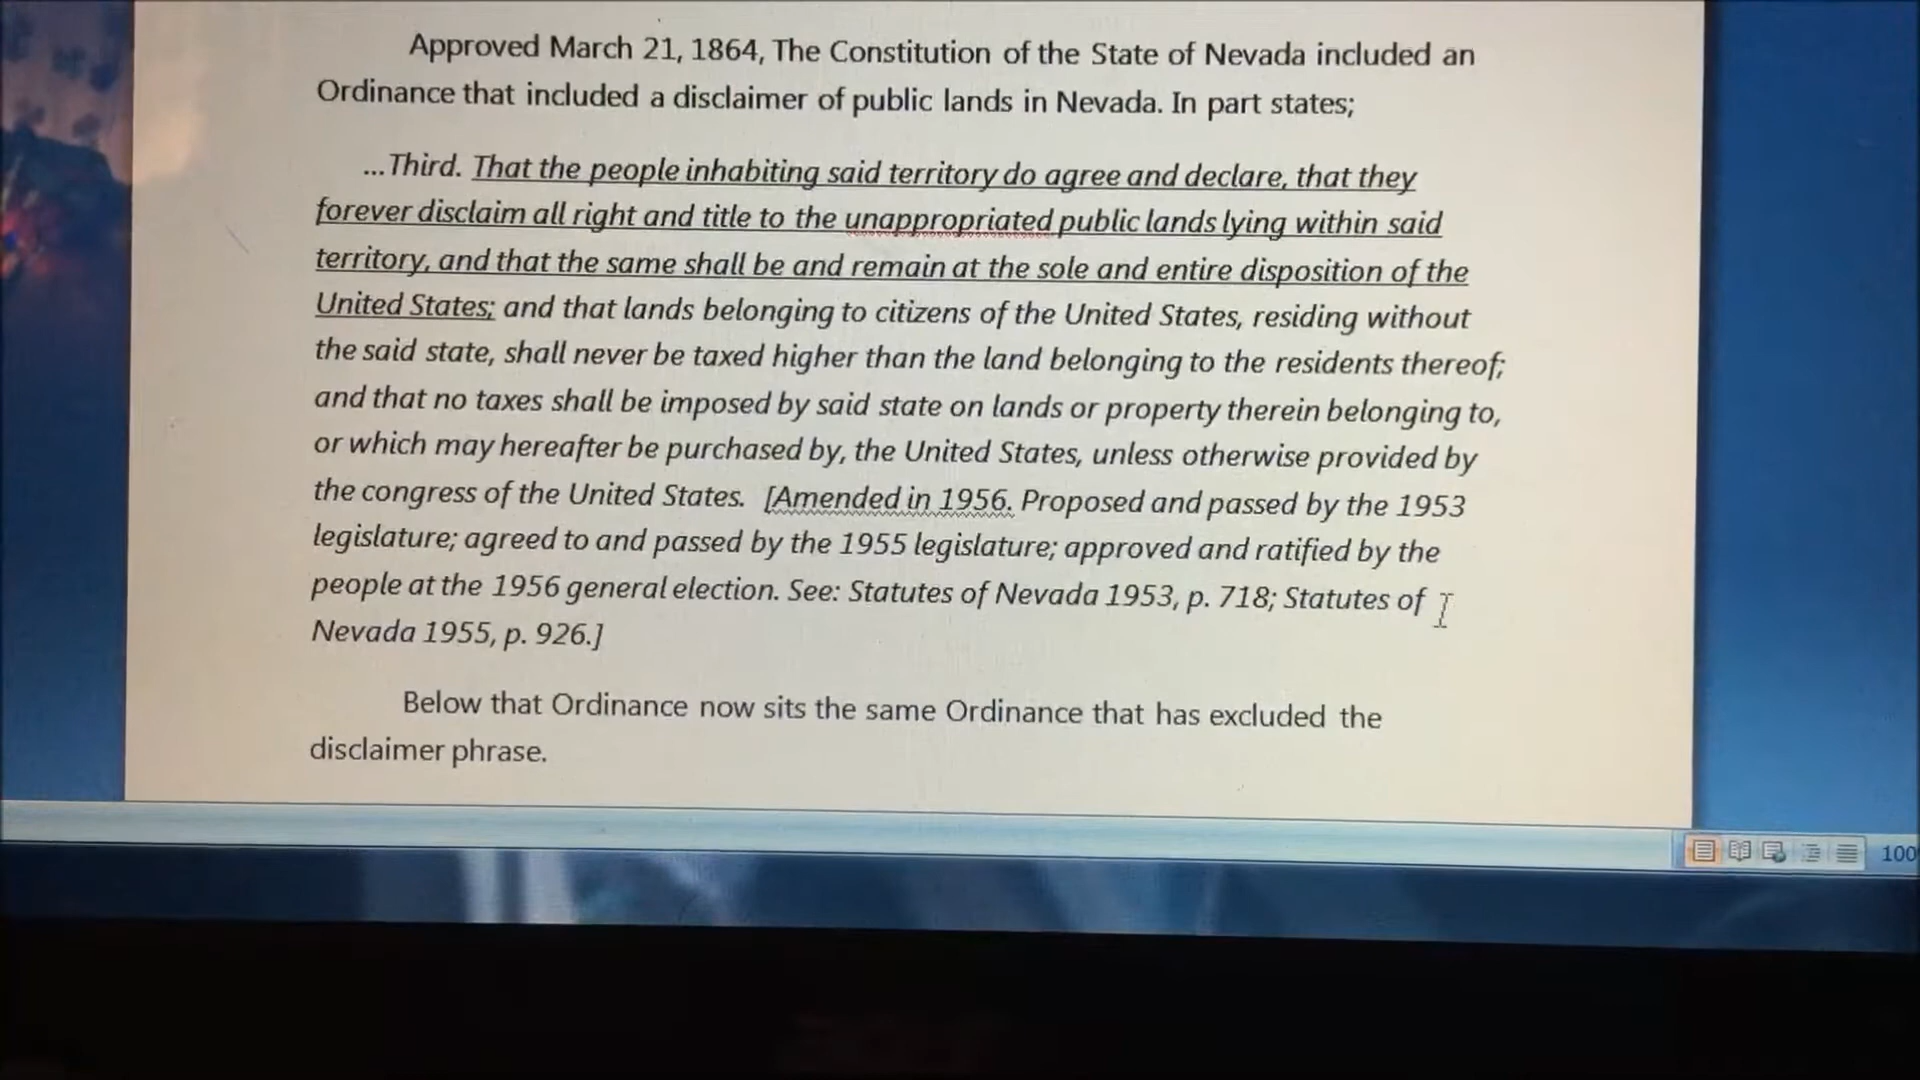 Approved March 21, 1864, The Constitution of the State of Nevada included an
Ordinance that included a disclaimer of public lands in Nevada. In part states;
...Third. That the people inhabiting said territory do agree and declare, that they
forever disclaim all right and title to the unappropriated public lands lying within said
territory, and that the same shall be and remain at the sole and entire disposition of the
United States; and that lands belonging to citizens of the United States, residing without
the said state, shall never be taxed higher than the land belonging to the residents thereof;
and that no taxes shall be imposed by said state on lands or property therein belonging to,
or which may hereafter be purchased by, the United States, unless otherwise provided by
the congress of the United States. [Amended in 1956. Proposed and passed by the 1953
legislature; agreed to and passed by the 1955 legislature; approved and ratified by the
people at the 1956 general election. See: Statutes of Nevada 1953, p. 718; Statutes of
Nevada 1955, p. 926.]
Below that Ordinance now sits the same Ordinance that has excluded the
disclaimer phrase.
100